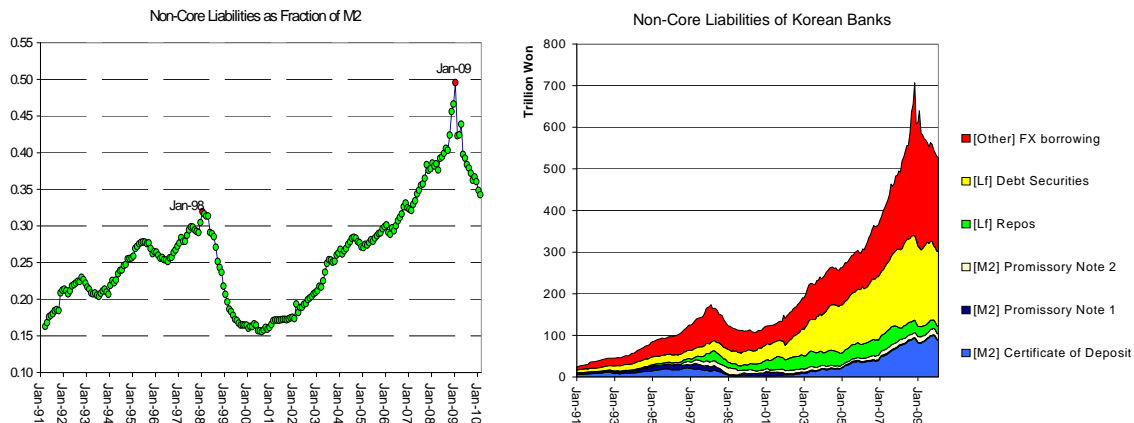 Non-Core Liabilities as Fraction of M2
0.55
0.50
0.45
0.40
0.35
0.30
0.25
0.20
0.15
0.10
Jan-09
Jan-98
Jan-91
Jan-92
Jan-93
Jan-94
Jan-95
Jan-96
Jan-97
Jan-98
Jan-99
Jan-00
Jan-01
Jan-02
Jan-03
Jan-04
Jan-05
Jan-06
Jan-07
Jan-08
Jan-09
Jan-10
Non-Core Liabilities of Korean Banks
Trillion Won
800
700
600
500
400
300
200
100
0
Jan-91
Jan-93
Jan-95
Jan-97
Jan-99
Jan-01
Jan-03
Jan-05
Jan-07
Jan-09
[Other] FX borrowing
[Lf] Debt Securities
[Lf] Repos
[M2] Promissory Note 2
[M2] Promissory Note 1
[M2] Certificate of Deposit